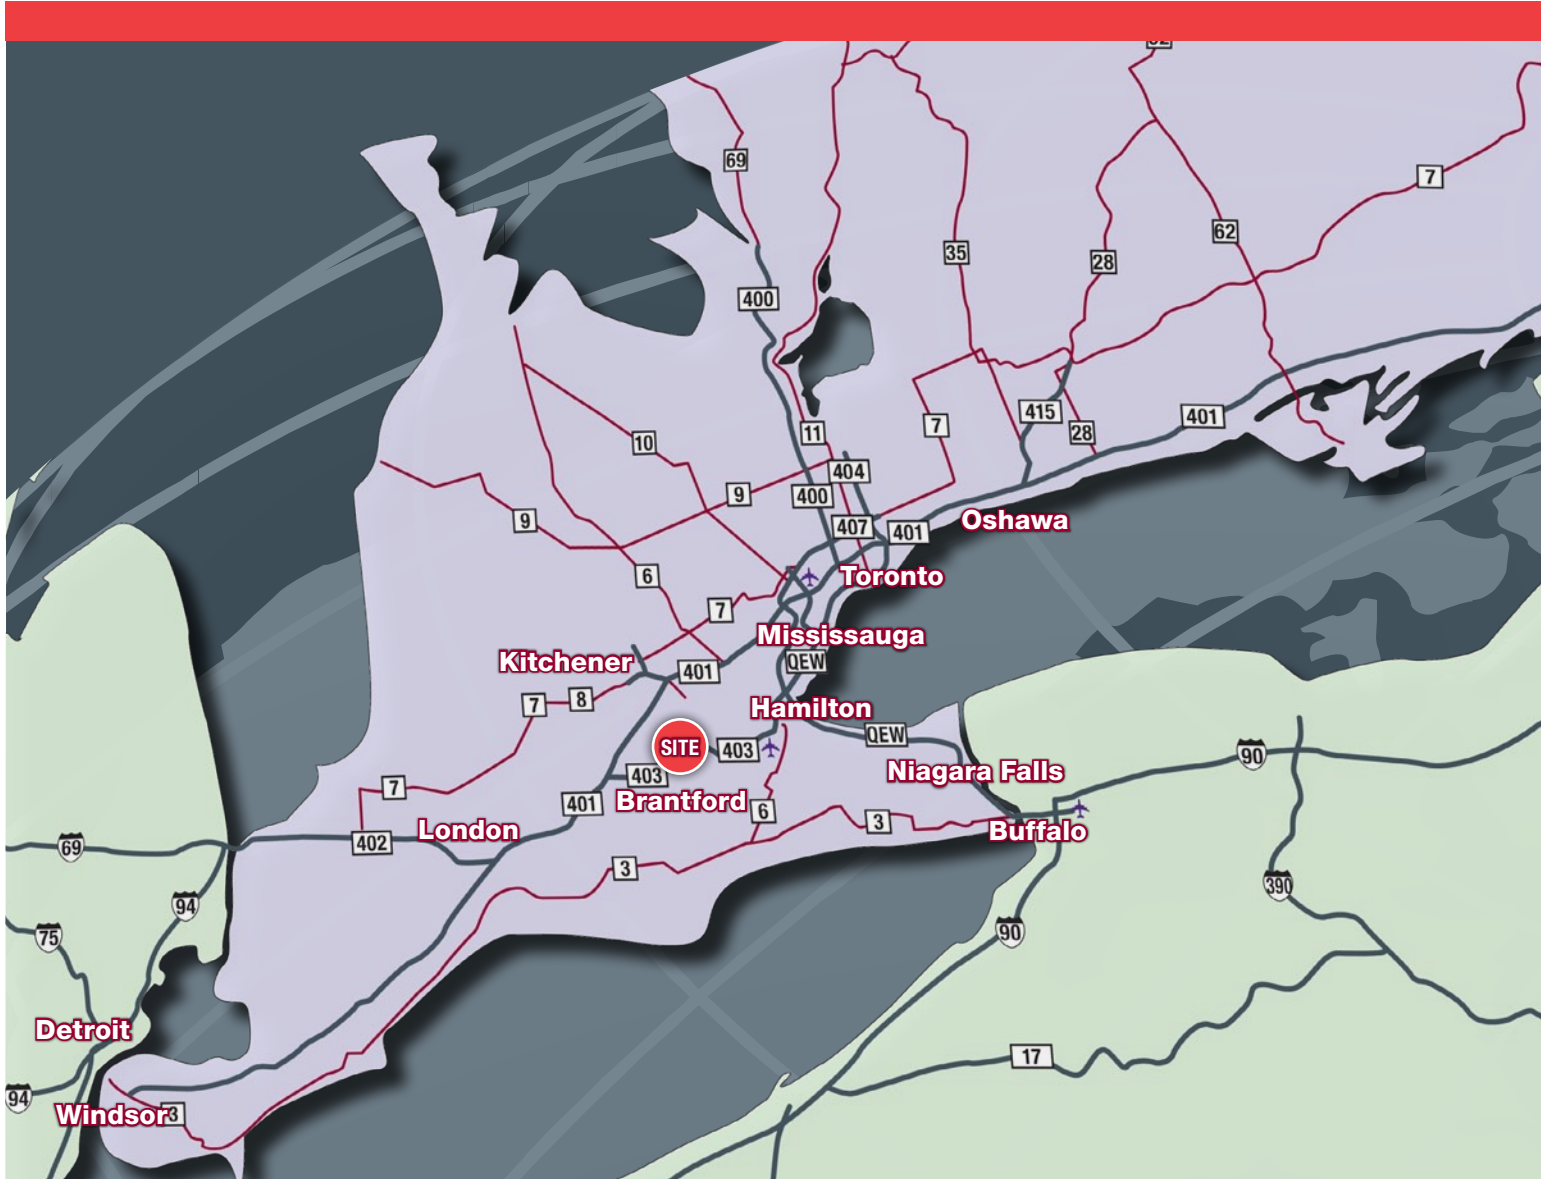 69
7
62
35
28
400
415
401
28
7
11
10
404
9
400
9
407
401
Oshawa
6
Toronto
7
Mississauga
Kitchener
QEW
401
7
8
Hamilton
QEW
SITE
403
90
Niagara Falls
403
7
Brantford
401
6
3
London
Buffalo
402
69
3
390
94
90
75
Detroit
17
94
Windsor
3